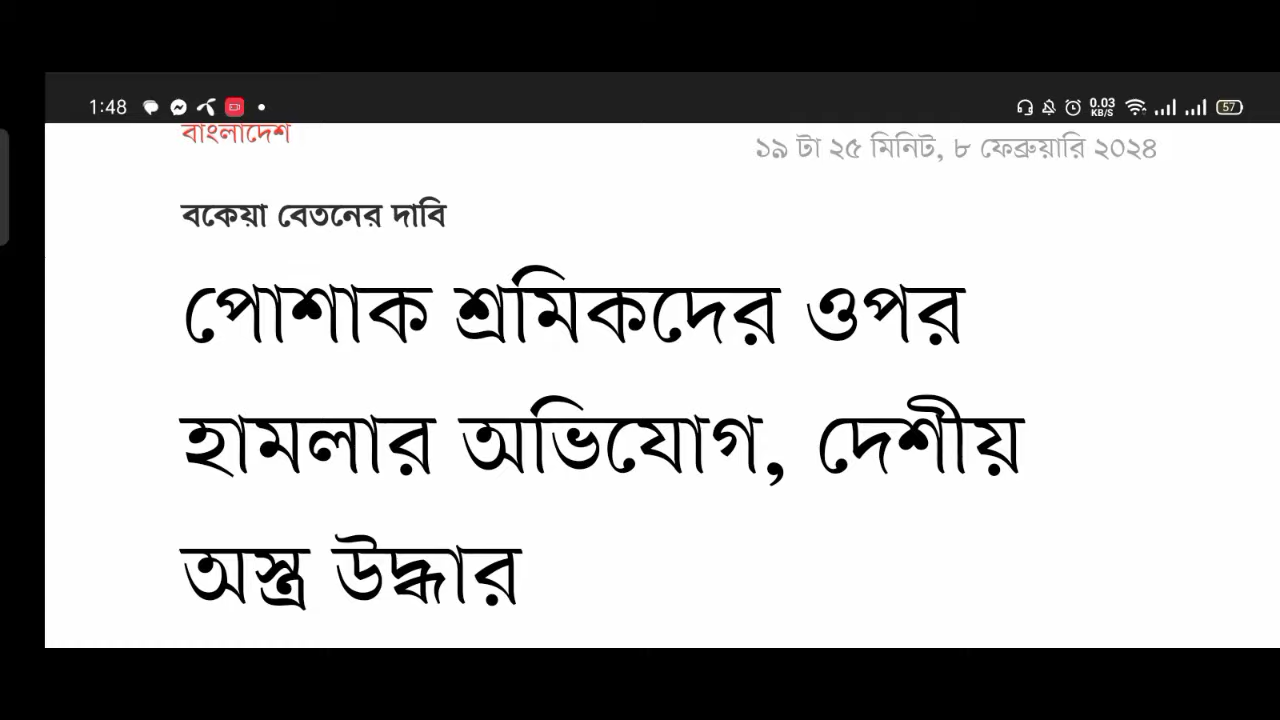 1:48 0.03 KB/S 57
বাংলাদেশ
১৯ টা ২৫ মিনিট, ৮ ফেব্রুয়ারি ২০২৪
বকেয়া বেতনের দাবি
পোশাক শ্রমিকদের ওপর
হামলার অভিযোগ, দেশীয়
অস্ত্র উদ্ধার